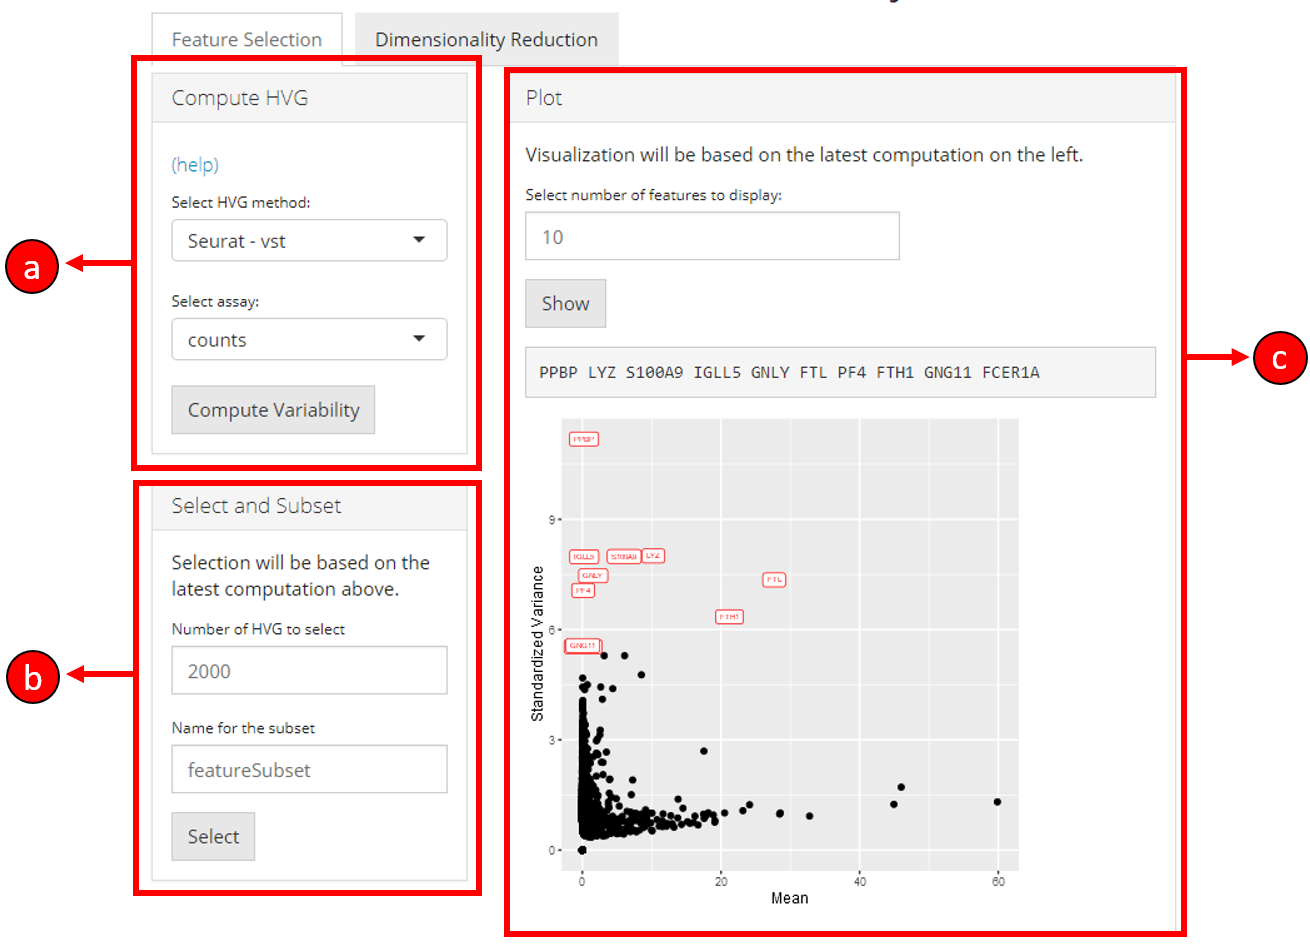 Feature Selection
Dimensionality Reduction
Compute HVG
(help)
Select HVG method:
Seurat - vst
Select assay:
counts
Compute Variability
a
Select and Subset
Selection will be based on the
latest computation above.
Number of HVG to select
2000
Name for the subset
featureSubset
Select
b
Plot
Visualization will be based on the latest computation on the left.
Select number of features to display:
10
Show
PPBP LYZ S100A9 IGLL5 GNLY FTL PF4 FTH1 GNG11 FCER1A
c
PPBP
IGLL5
S100A9
LYZ
GNLY
PF4
FTL
FTH1
GNG11
Standardized Variance
9
6
3
0
0
20
40
60
Mean